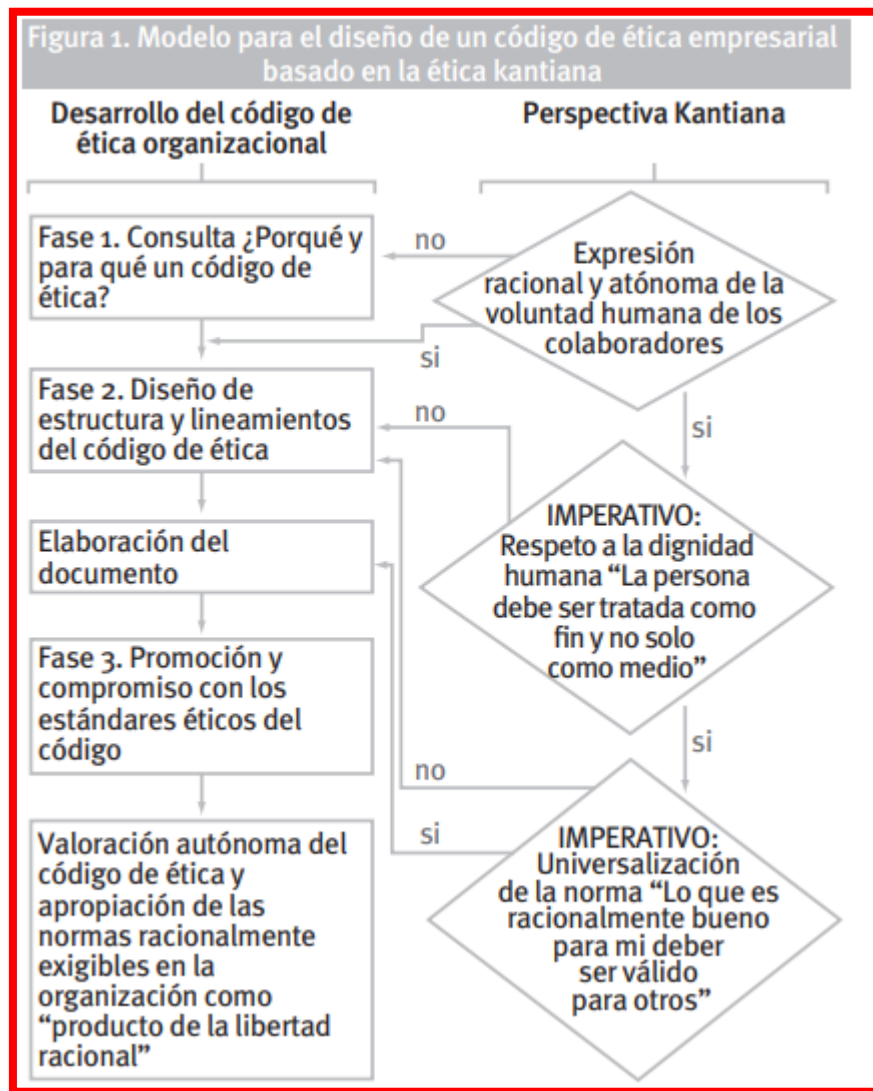 Figura 1. Modelo para el diseño de un código de ética empresarial
basado en la ética kantiana
Desarrollo del código de
ética organizacional
Perspectiva Kantiana
Fase 1. Consulta ¿Porqué y
para qué un código de
ética?
no
Expresión
racional y atónoma de la
voluntad humana de los
colaboradores
si
Fase 2. Diseño de
estructura y lineamientos
del código de ética
no
si
IMPERATIVO:
Respeto a la dignidad
humana “La persona
debe ser tratada como
fin y no solo
como medio”
Elaboración del
documento
Fase 3. Promoción y
compromiso con los
estándares éticos del
código
si
no
si
IMPERATIVO:
Universalización
de la norma “Lo que es
racionalmente bueno
para mi deber
ser válido
para otros”
Valoración autónoma del
código de ética y
apropiación de las
normas racionalmente
exigibles en la
organización como
“producto de la libertad
racional”